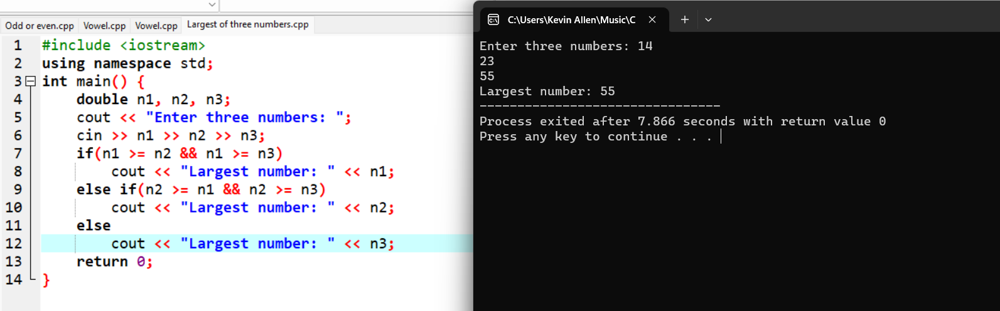 Odd or even.cpp Vowel.cpp Vowel.cpp Largest of three numbers.cpp
1 #include <iostream>
2 using namespace std;
3 int main() {
4 double n1, n2, n3;
5 cout << "Enter three numbers: ";
6 cin >> n1 >> n2 >> n3;
7 if(n1 >= n2 && n1 >= n3)
8 cout << "Largest number: " << n1;
9 else if(n2 >= n1 && n2 >= n3)
10 cout << "Largest number: " << n2;
11 else
12 cout << "Largest number: " << n3;
13 return 0;
14 }
C:\Users\Kevin Allen\Music\C
Enter three numbers: 14
23
55
Largest number: 55
--------------------------------
Process exited after 7.866 seconds with return value 0
Press any key to continue . . .